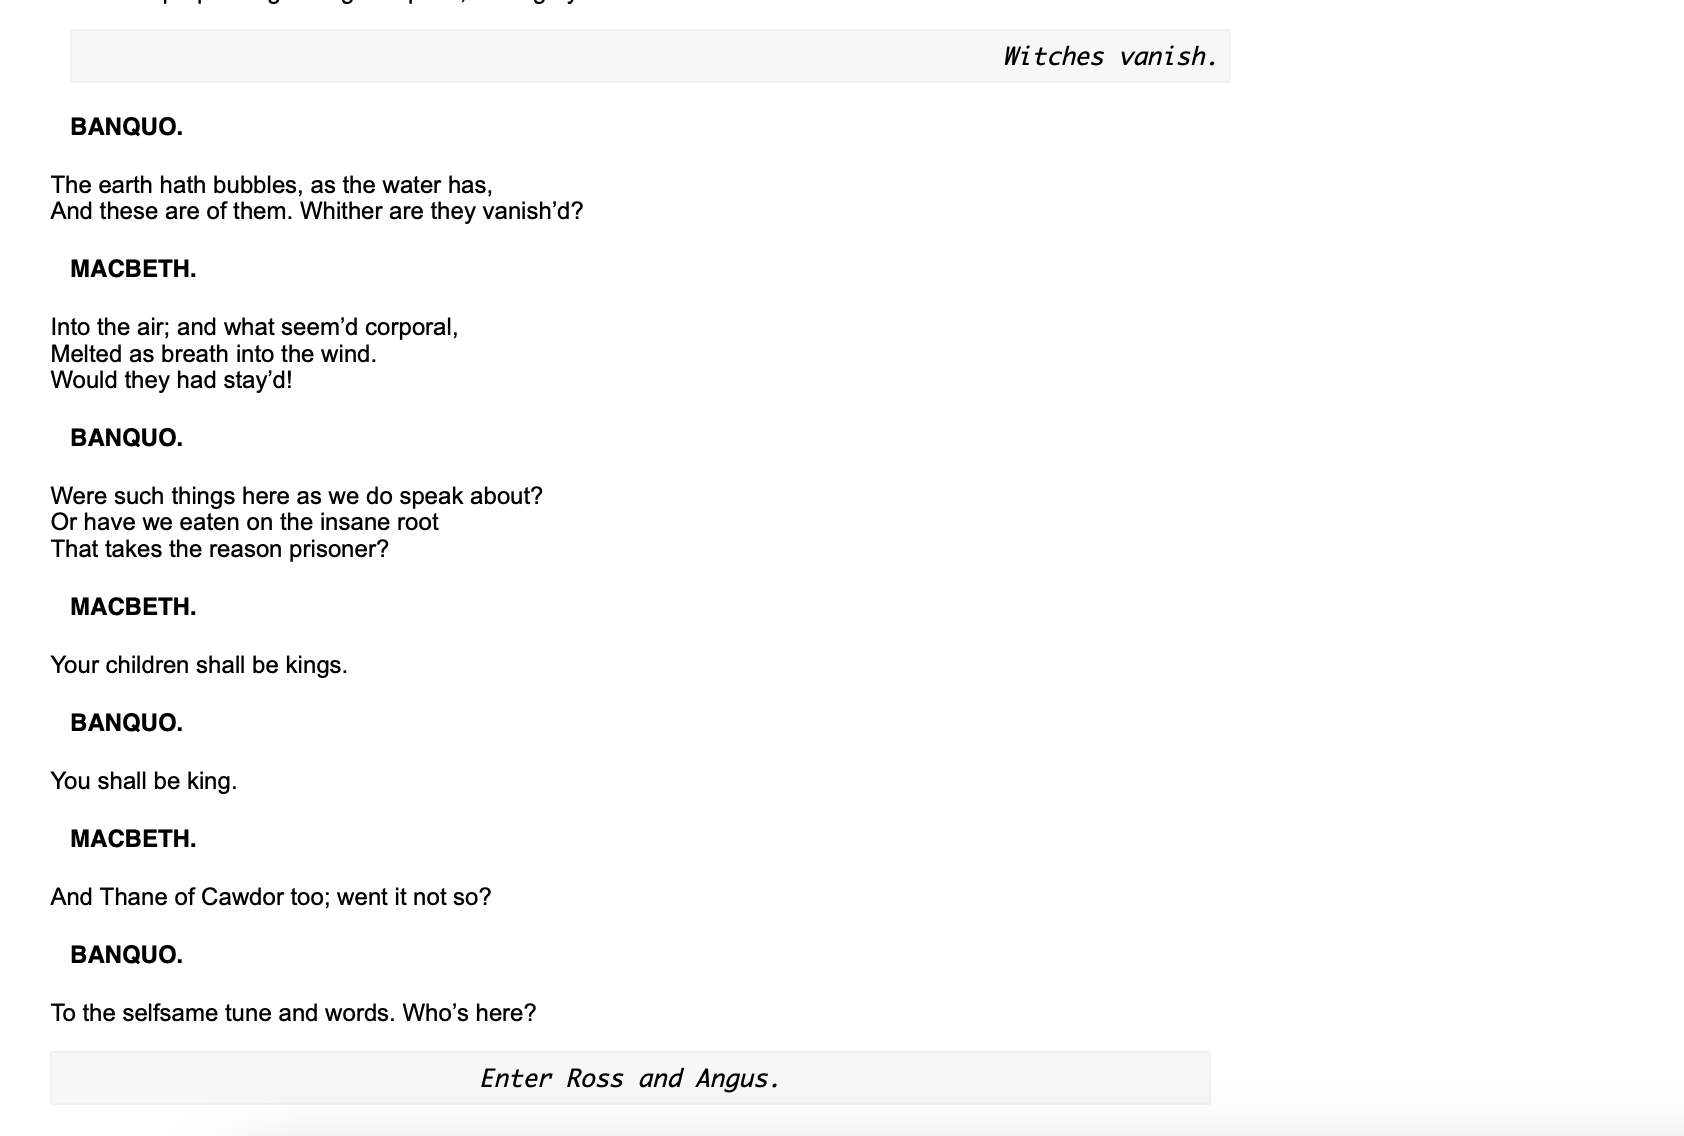 Witches vanish.
BANQUO.
The earth hath bubbles, as the water has,
And these are of them. Whither are they vanish’d?
MACBETH.
Into the air; and what seem’d corporal,
Melted as breath into the wind.
Would they had stay’d!
BANQUO.
Were such things here as we do speak about?
Or have we eaten on the insane root
That takes the reason prisoner?
MACBETH.
Your children shall be kings.
BANQUO.
You shall be king.
MACBETH.
And Thane of Cawdor too; went it not so?
BANQUO.
To the selfsame tune and words. Who’s here?
Enter Ross and Angus.